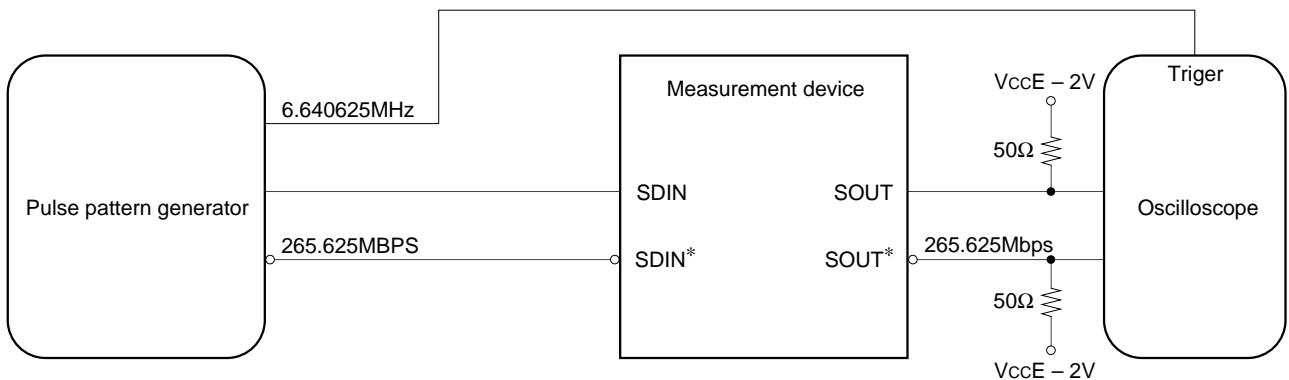 Triger
VCCE – 2V
Measurement device
6.640625MHz
50Ω
SDIN
SOUT
Pulse pattern generator
Oscilloscope
265.625MBPS
SDIN*
SOUT*
265.625Mbps
50Ω
VCCE – 2V